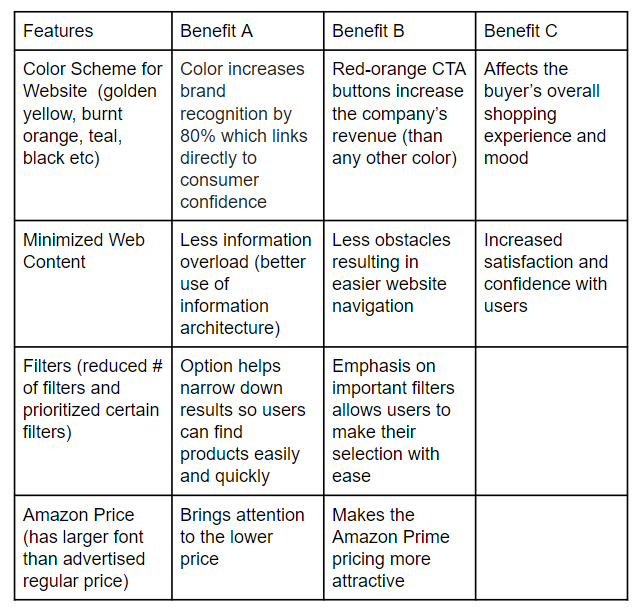 Features
Benefit A
Benefit B
Benefit C
Color Scheme for
Website (golden
yellow, burnt
orange, teal,
black etc)
Color increases
brand
recognition by
80% which links
directly to
consumer
confidence
Red-orange CTA
buttons increase
the company's
revenue (than
any other color)
Affects the
buyer's overall
shopping
experience and
mood
Minimized Web
Content
Less information
overload (better
use of
information
architecture)
Less obstacles
resulting in
easier website
navigation
Increased
satisfaction and
confidence with
users
Filters (reduced #
of filters and
prioritized certain
filters)
Option helps
narrow down
results so users
can find
products easily
and quickly
Emphasis on
important filters
allows users to
make their
selection with
ease
Amazon Price
(has larger font
than advertised
regular price)
Brings attention
to the lower
price
Makes the
Amazon Prime
pricing more
attractive